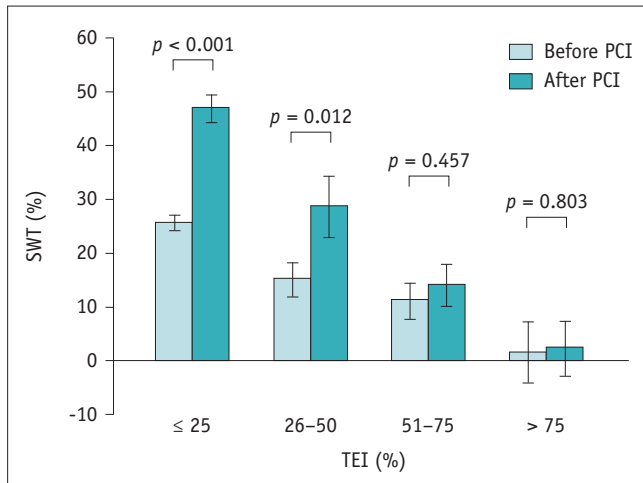 60
50
40
30
20
10
0
-10
SWT (%)
p < 0.001
p = 0.012
p = 0.457
p = 0.803
Before PCI
After PCI
≤ 25
26–50
51–75
> 75
TEI (%)